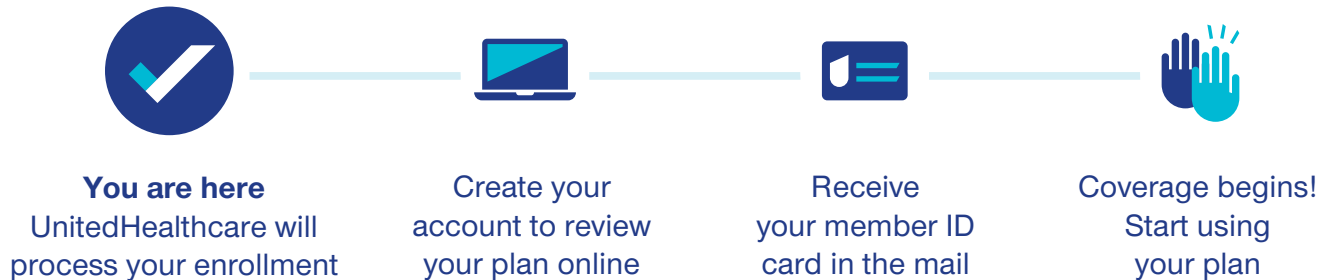 You are here
UnitedHealthcare will
process your enrollment
Create your
account to review
your plan online
Receive
your member ID
card in the mail
Coverage begins!
Start using
your plan